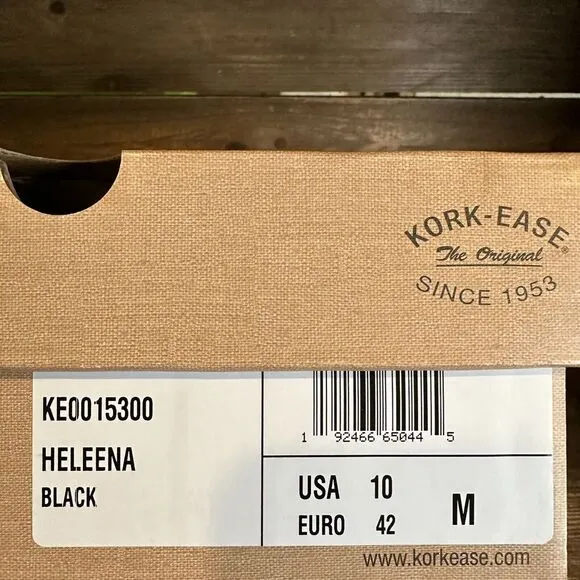 KORK-EASE®
The Original
SINCE 1953
KE0015300
HELEENA
BLACK
1 92466 65044 5
USA 10
EURO 42
M
www.korkease.com